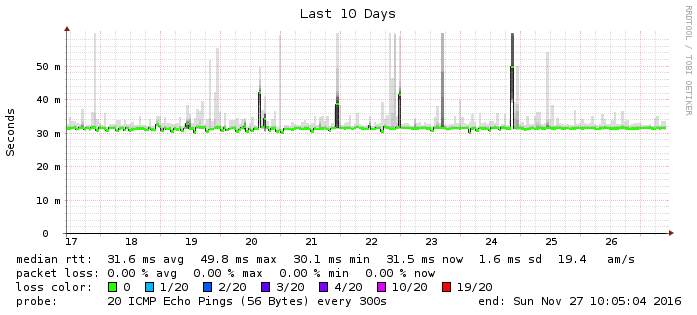 Last 10 Days
RRDTOOL / TOBI OETIKER
Seconds
50 m
40 m
30 m
20 m
10 m
0
17 18 19 20 21 22 23 24 25 26
median rtt: 31.6 ms avg 49.8 ms max 30.1 ms min 31.5 ms now 1.6 ms sd 19.4 am/s
packet loss: 0.00 % avg 0.00 % max 0.00 % min 0.00 % now
loss color: 0 1/20 2/20 3/20 4/20 10/20 19/20
probe: 20 ICMP Echo Pings (56 Bytes) every 300s end: Sun Nov 27 10:05:04 2016